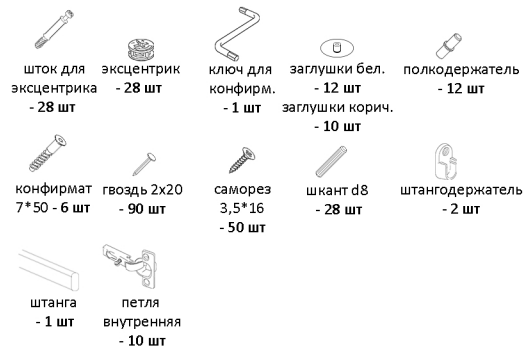 шток для
эксцентрика
- 28 шт
эксцентрик
- 28 шт
ключ для
конфирм.
- 1 шт
заглушки бел.
- 12 шт
заглушки корич.
- 10 шт
полкодержатель
- 12 шт
конфирмат
7*50 - 6 шт
гвоздь 2х20
- 90 шт
саморез
3,5*16
- 50 шт
шкант d8
- 28 шт
штангодержатель
- 2 шт
штанга
- 1 шт
петля
внутренняя
- 10 шт